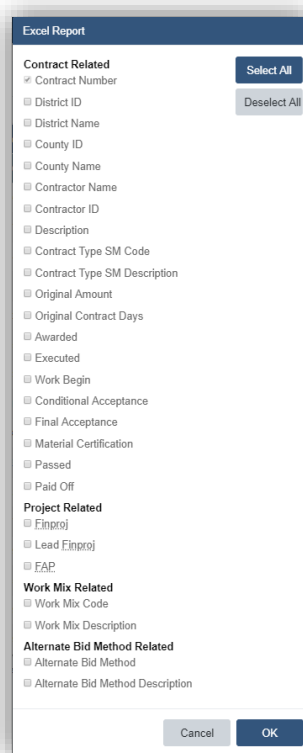 Excel Report
Contract Related
Select All
Contract Number
Deselect All
District ID
District Name
County ID
County Name
Contractor Name
Contractor ID
Description
Contract Type SM Code
Contract Type SM Description
Original Amount
Original Contract Days
Awarded
Executed
Work Begin
Conditional Acceptance
Final Acceptance
Material Certification
Passed
Paid Off
Project Related
Finproj
Lead Finproj
FAP
Work Mix Related
Work Mix Code
Work Mix Description
Alternate Bid Method Related
Alternate Bid Method
Alternate Bid Method Description
Cancel
OK